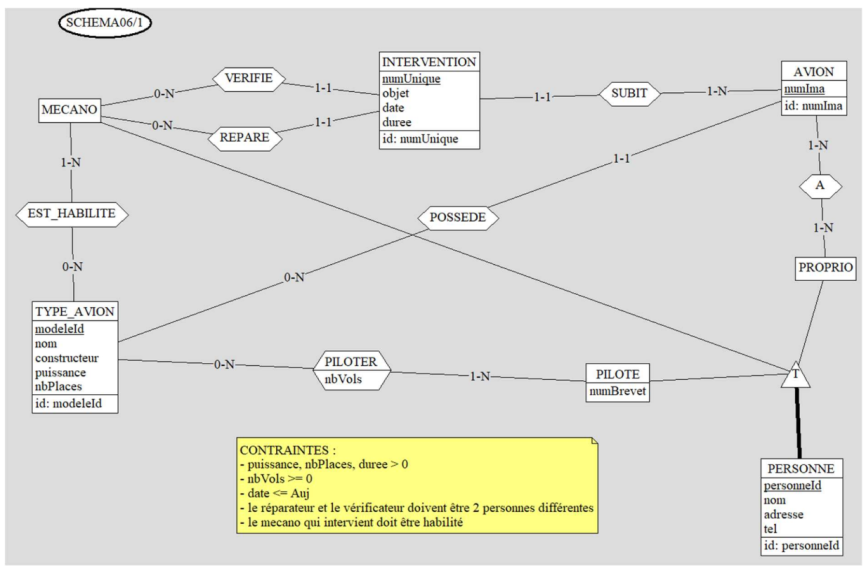 SCHEMA06/1
INTERVENTION
numUnique
objet
date
duree
id: numUnique
AVION
numIma
id: numIma
VERIFIE
0-N
1-1
MECANO
0-N
1-1
REPARE
1-1
SUBIT
1-N
1-N
1-1
1-N
A
EST_HABILITE
POSSEDE
1-N
0-N
0-N
PROPRIO
TYPE_AVION
modeleId
nom
constructeur
puissance
nbPlaces
id: modeleId
0-N
PILOTER
nbVols
1-N
PILOTE
numBrevet
T
CONTRAINTES :
- puissance, nbPlaces, duree > 0
- nbVols >= 0
- date <= Auj
- le réparateur et le vérificateur doivent être 2 personnes différentes
- le mecano qui intervient doit être habilité
PERSONNE
personneId
nom
adresse
tel
id: personneId